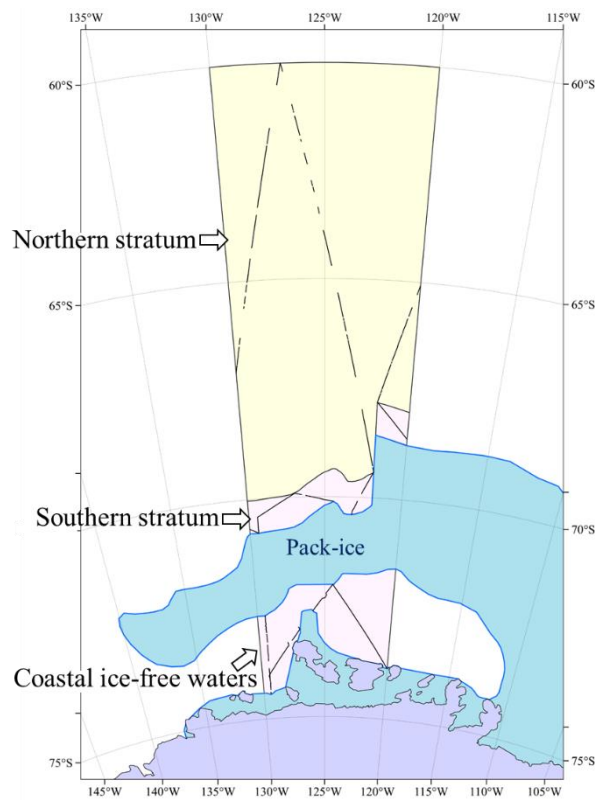 135°W
130°W
125°W
120°W
115°W
60°S
60°S
Northern stratum
65°S
65°S
Southern stratum
70°S
Pack-ice
Coastal ice-free waters
75°S
75°S
145°W
140°W
135°W
130°W
125°W
120°W
115°W
110°W
105°W